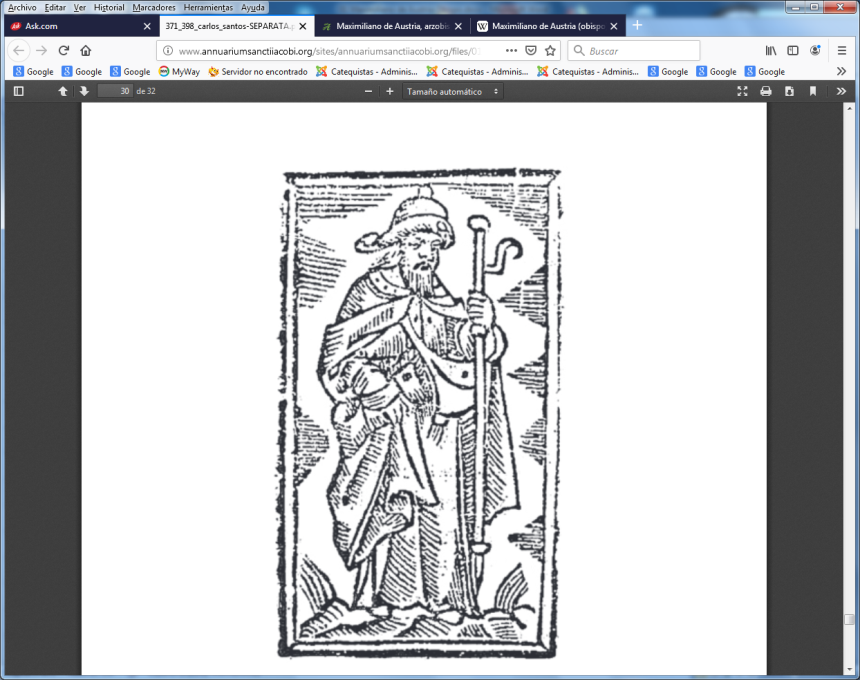 Archivo Editar Ver Historial Marcadores Herramientas Ayuda
Ask.com 371_398_carlos_santos-SEPARATA.p Maximiliano de Austria, arzobis Maximiliano de Austria (obispo
www.annuariumsanctiiacobi.org/sites/annuariumsanctiiacobi.org/files/0 Buscar
Google Google Google MyWay Servidor no encontrado Catequistas - Adminis... Catequistas - Adminis... Catequistas - Adminis... Google Google Google
30 de 32 Tamaño automático